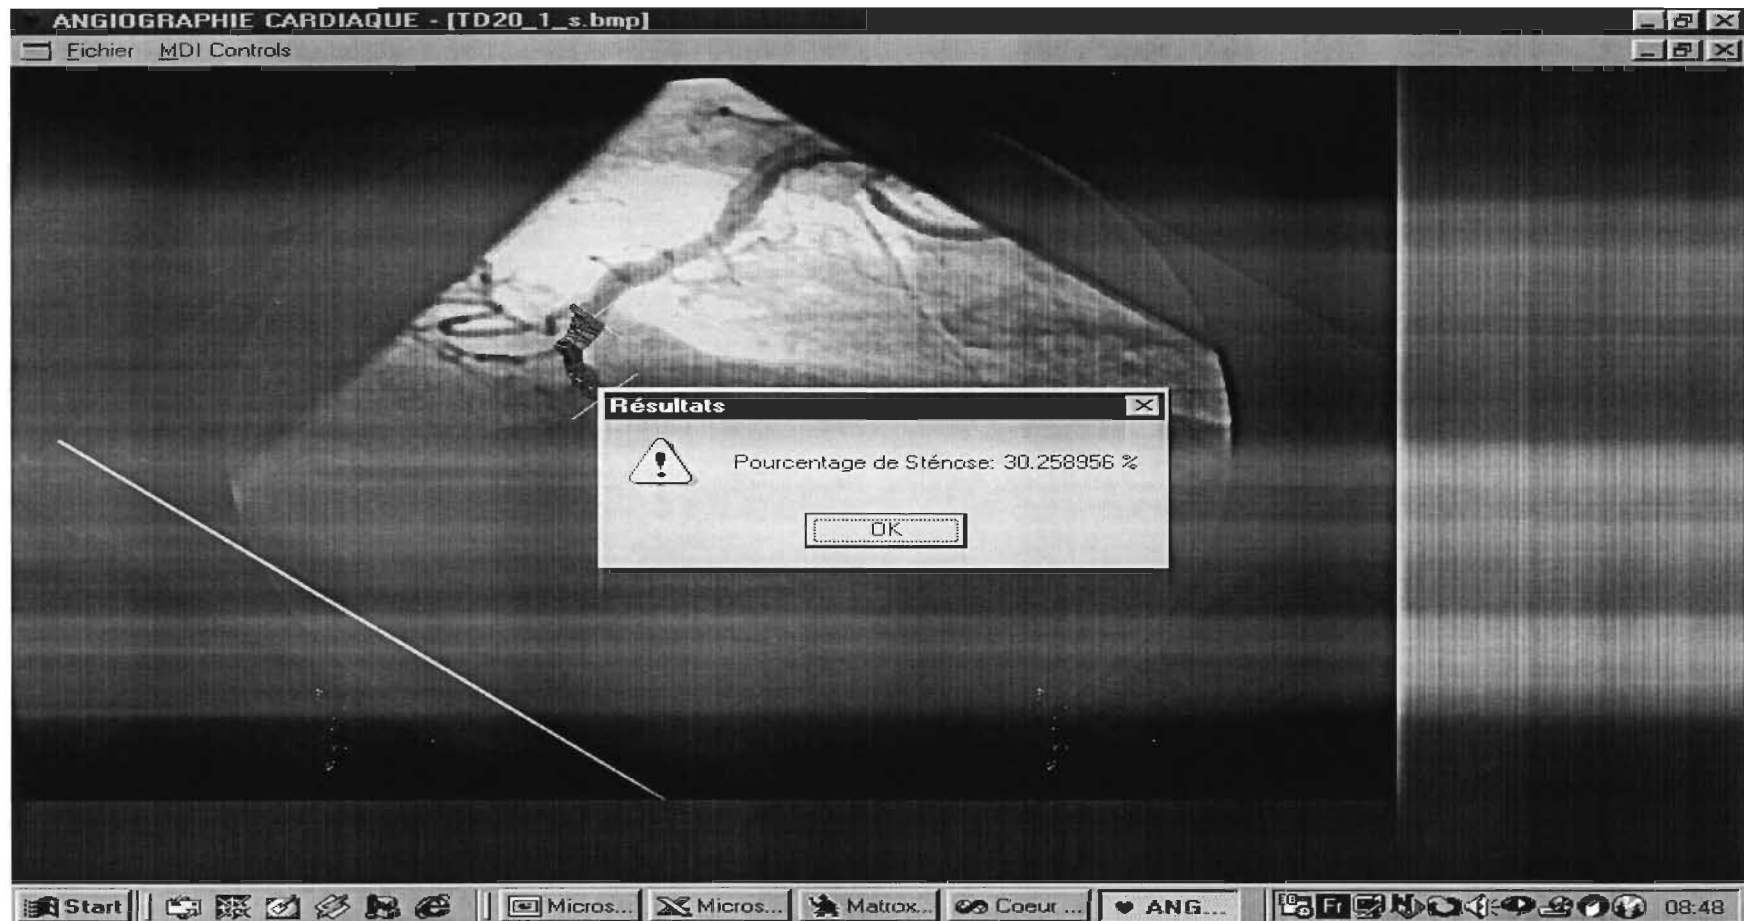 ANGIOGRAPHIE CARDIAQUE - [TD20_1_s.bmp]
Fichier MDI Controls
Résultats
Pourcentage de Sténose: 30.258956 %
OK
Start Micros... Micros... Matrox... Coeur ... ANG... 08:48